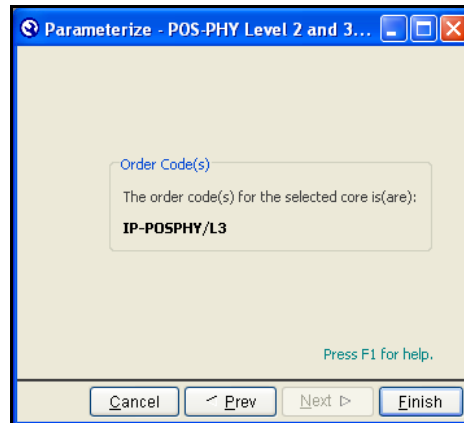 Parameterize - POS-PHY Level 2 and 3...
Order Code(s)
The order code(s) for the selected core is(are):
IP-POSPHY/L3
Press F1 for help.
Cancel
Prev
Next
Finish